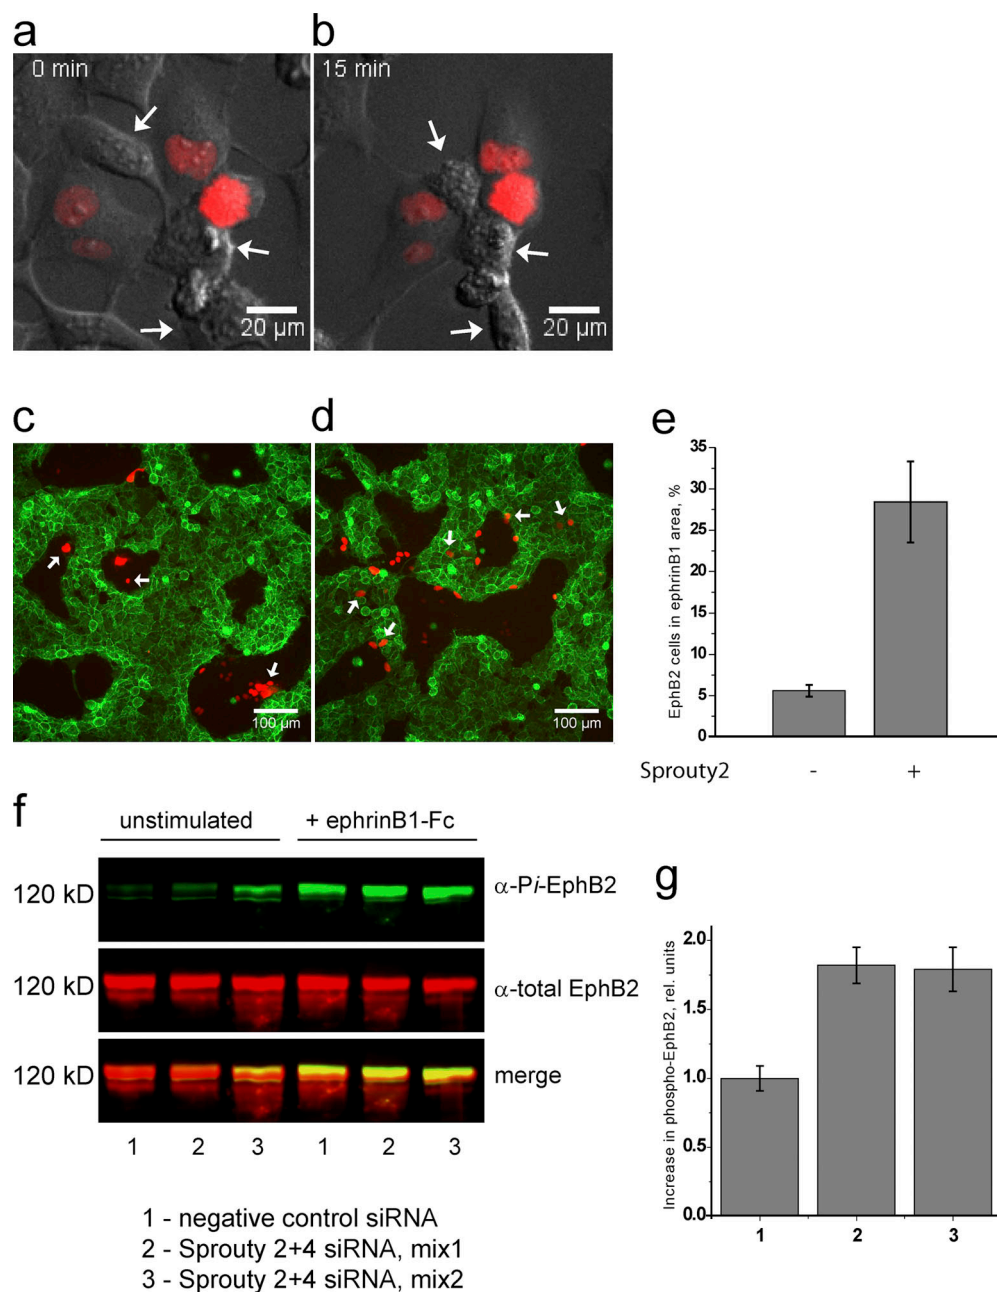 a
b
0 min
15 min
20 µm
20 µm
c
d
100 µm
100 µm
e
EphB2 cells in ephrinB1 area, %
35
30
25
20
15
10
5
0
Sprouty2 - +
f
unstimulated
+ ephrinB1-Fc
120 kD
α-Pi-EphB2
120 kD
α-total EphB2
120 kD
merge
1 2 3 1 2 3
1 - negative control siRNA
2 - Sprouty 2+4 siRNA, mix1
3 - Sprouty 2+4 siRNA, mix2
g
Increase in phospho-EphB2, rel. units
2.0
1.5
1.0
0.5
0.0
1 2 3